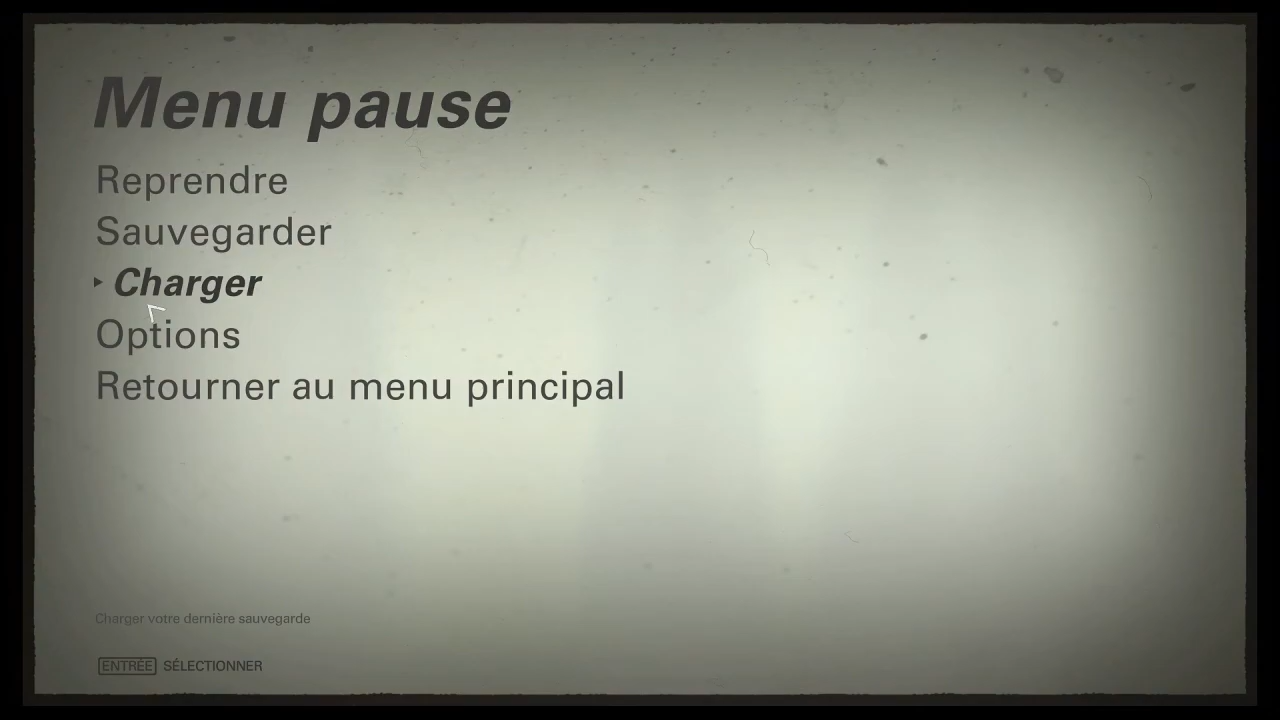 Menu pause
Reprendre
Sauvegarder
Charger
Options
Retourner au menu principal
Charger votre dernière sauvegarde
ENTRÉE SÉLECTIONNER